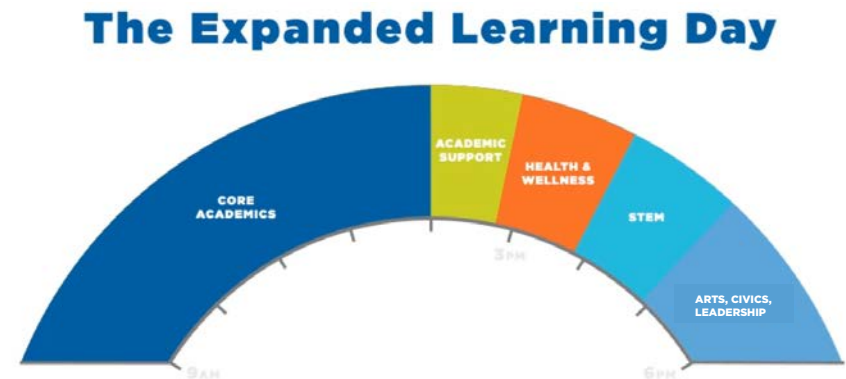 The Expanded Learning Day
ACADEMIC
SUPPORT
HEALTH &
WELLNESS
CORE
ACADEMICS
STEM
3PM
ARTS, CIVICS,
LEADERSHIP
9AM
6PM